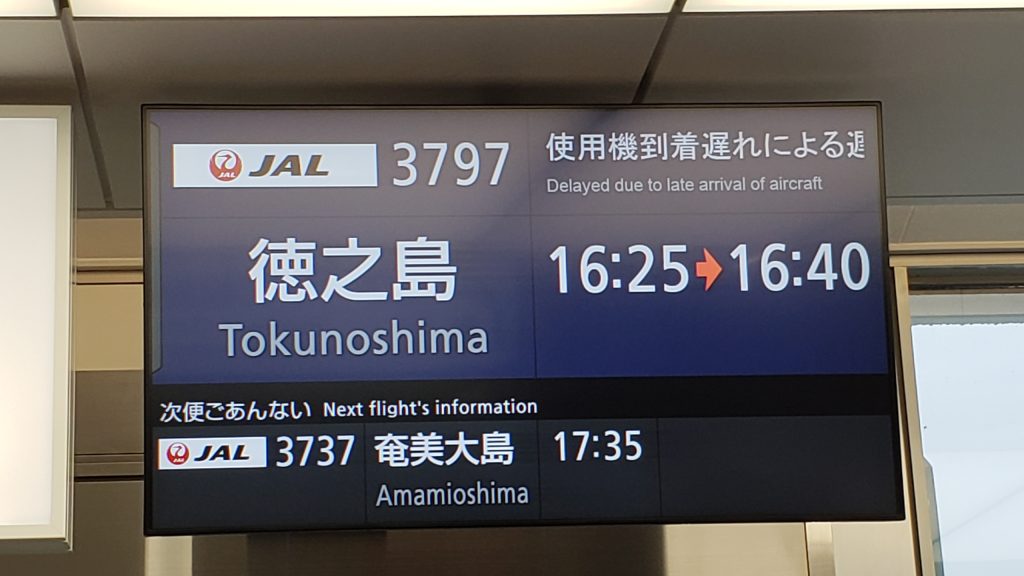 JAL 3797
使用機到着遅れによる
Delayed due to late arrival of aircraft
徳之島
Tokunoshima
16:25→16:40
次便ごあんない Next flight's information
JAL 3737 奄美大島 17:35
Amamioshima